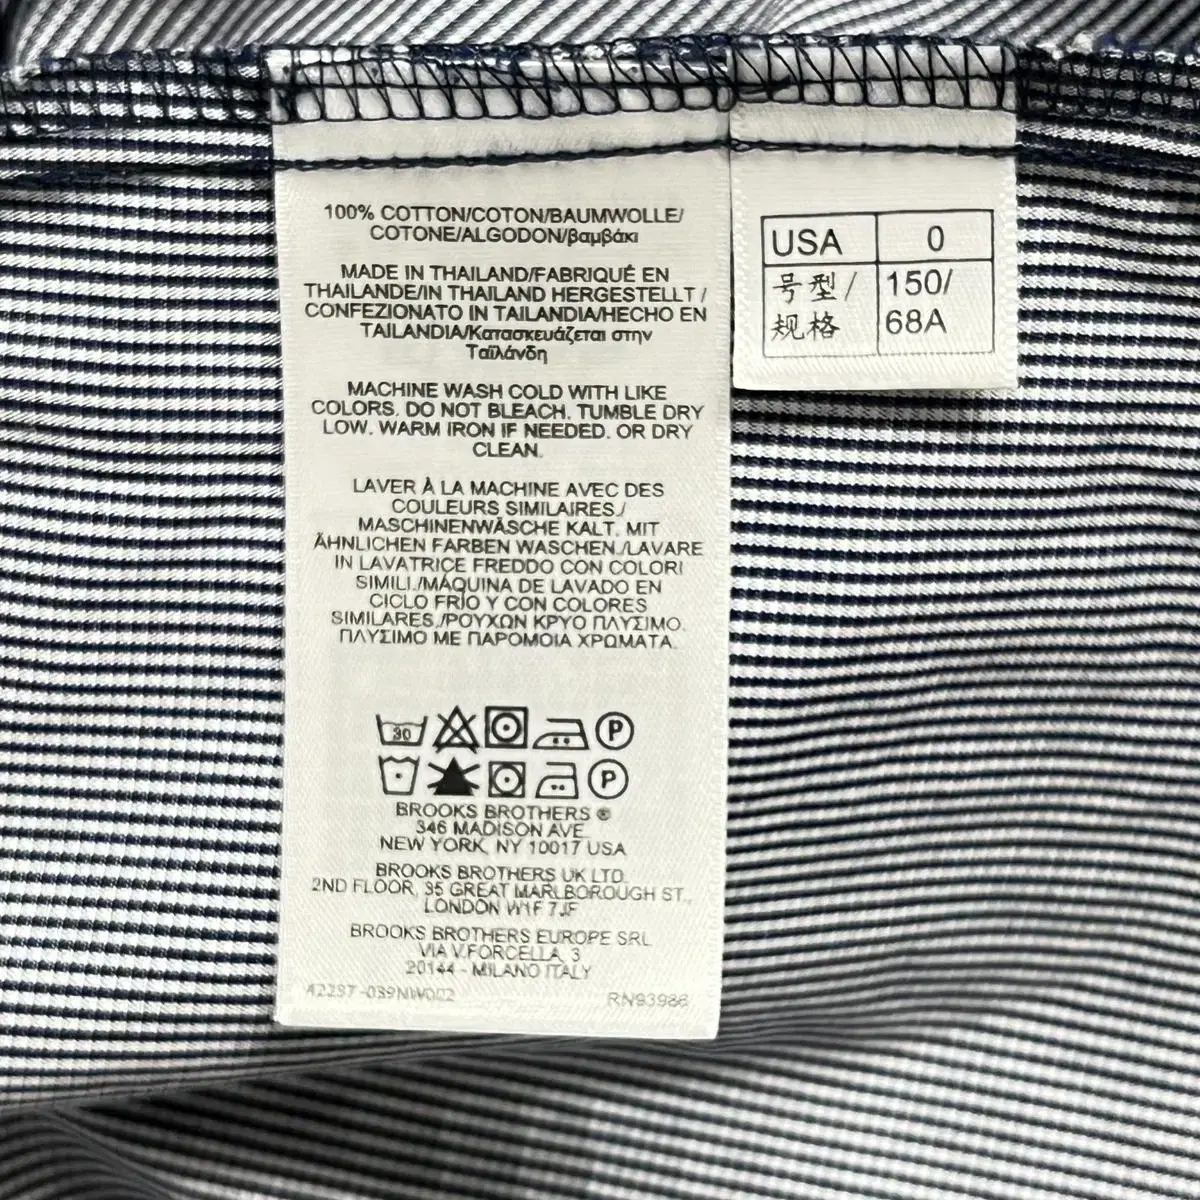 100% COTTON/COTON/BAUMWOLLE/
COTONE/ALGODON/βαμβάκι
MADE IN THAILAND/FABRIQUÉ EN
THAILANDE/IN THAILAND HERGESTELLT /
CONFEZIONATO IN TAILANDIA/HECHO EN
TAILANDIA/Κατασκευάζεται στην
Ταϊλάνδη
MACHINE WASH COLD WITH LIKE
COLORS. DO NOT BLEACH. TUMBLE DRY
LOW. WARM IRON IF NEEDED. OR DRY
CLEAN.
LAVER À LA MACHINE AVEC DES
COULEURS SIMILAIRES./
MASCHINENWÄSCHE KALT. MIT
ÄHNLICHEN FARBEN WASCHEN./LAVARE
IN LAVATRICE FREDDO CON COLORI
SIMILI./MÁQUINA DE LAVADO EN
CICLO FRÍO Y CON COLORES
SIMILARES./ΡΟΥΧΩΝ ΚΡΥΟ ΠΛΥΣΙΜΟ.
ΠΛΥΣΙΜΟ ΜΕ ΠΑΡΟΜΟΙΑ ΧΡΩΜΑΤΑ.
30 P
P
BROOKS BROTHERS ®
346 MADISON AVE
NEW YORK, NY 10017 USA
BROOKS BROTHERS UK LTD.
2ND FLOOR, 35 GREAT MARLBOROUGH ST.,
LONDON W1F 7JF
BROOKS BROTHERS EUROPE SRL
VIA V.FORCELLA, 3
20144 - MILANO ITALY
RN93986
USA 0
号型/ 150/
规格 68A